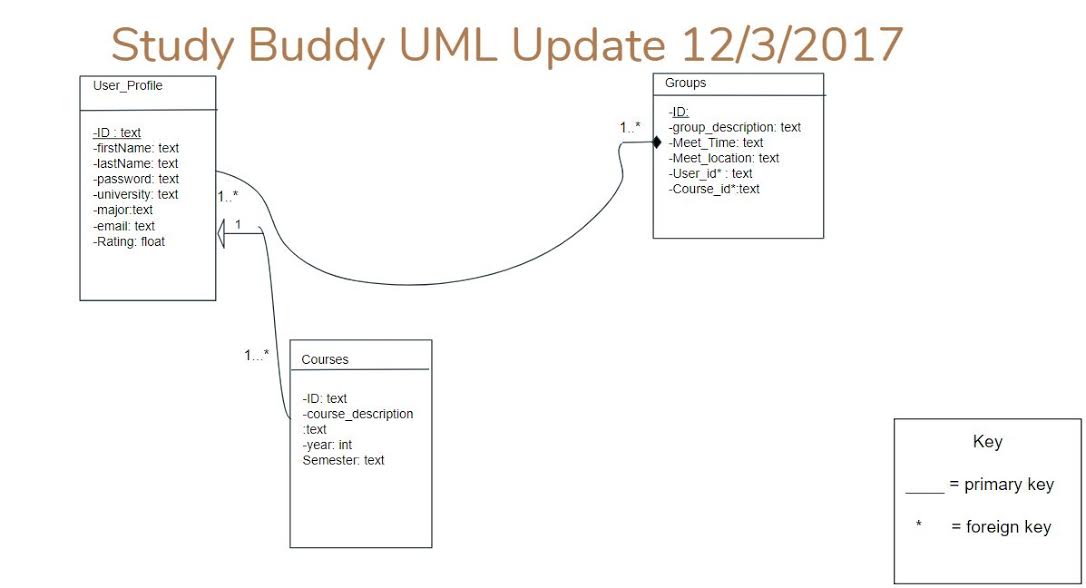 Study Buddy UML Update 12/3/2017
User_Profile
-ID : text
-firstName: text
-lastName: text
-password: text
-university: text
-major:text
-email: text
-Rating: float
1..*
1
1...*
Groups
1..*
-ID:
-group_description: text
-Meet_Time: text
-Meet_location: text
-User_id* : text
-Course_id*:text
Courses
-ID: text
-course_description
:text
-year: int
Semester: text
Key
____ = primary key
* = foreign key